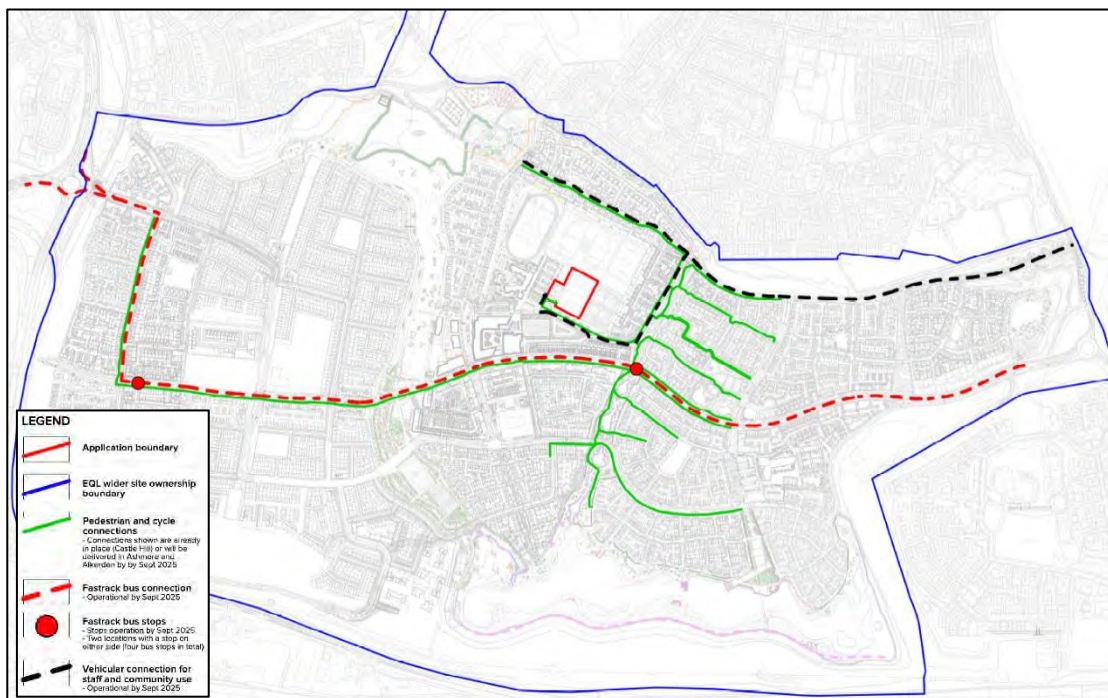 LEGEND
Application boundary
EQL wider site ownership
boundary
Pedestrian and cycle
connections
- Connections shown are already
in place (Castle Hill) or will be
delivered in Ashmere and
Alkerden by by Sept 2025
Fastrack bus connection
- Operational by Sept 2025
Fastrack bus stops
- Stops operation by Sept 2025
- Two locations with a stop on
either side (four bus stops in total)
Vehicular connection for
staff and community use
- Operational by Sept 2025